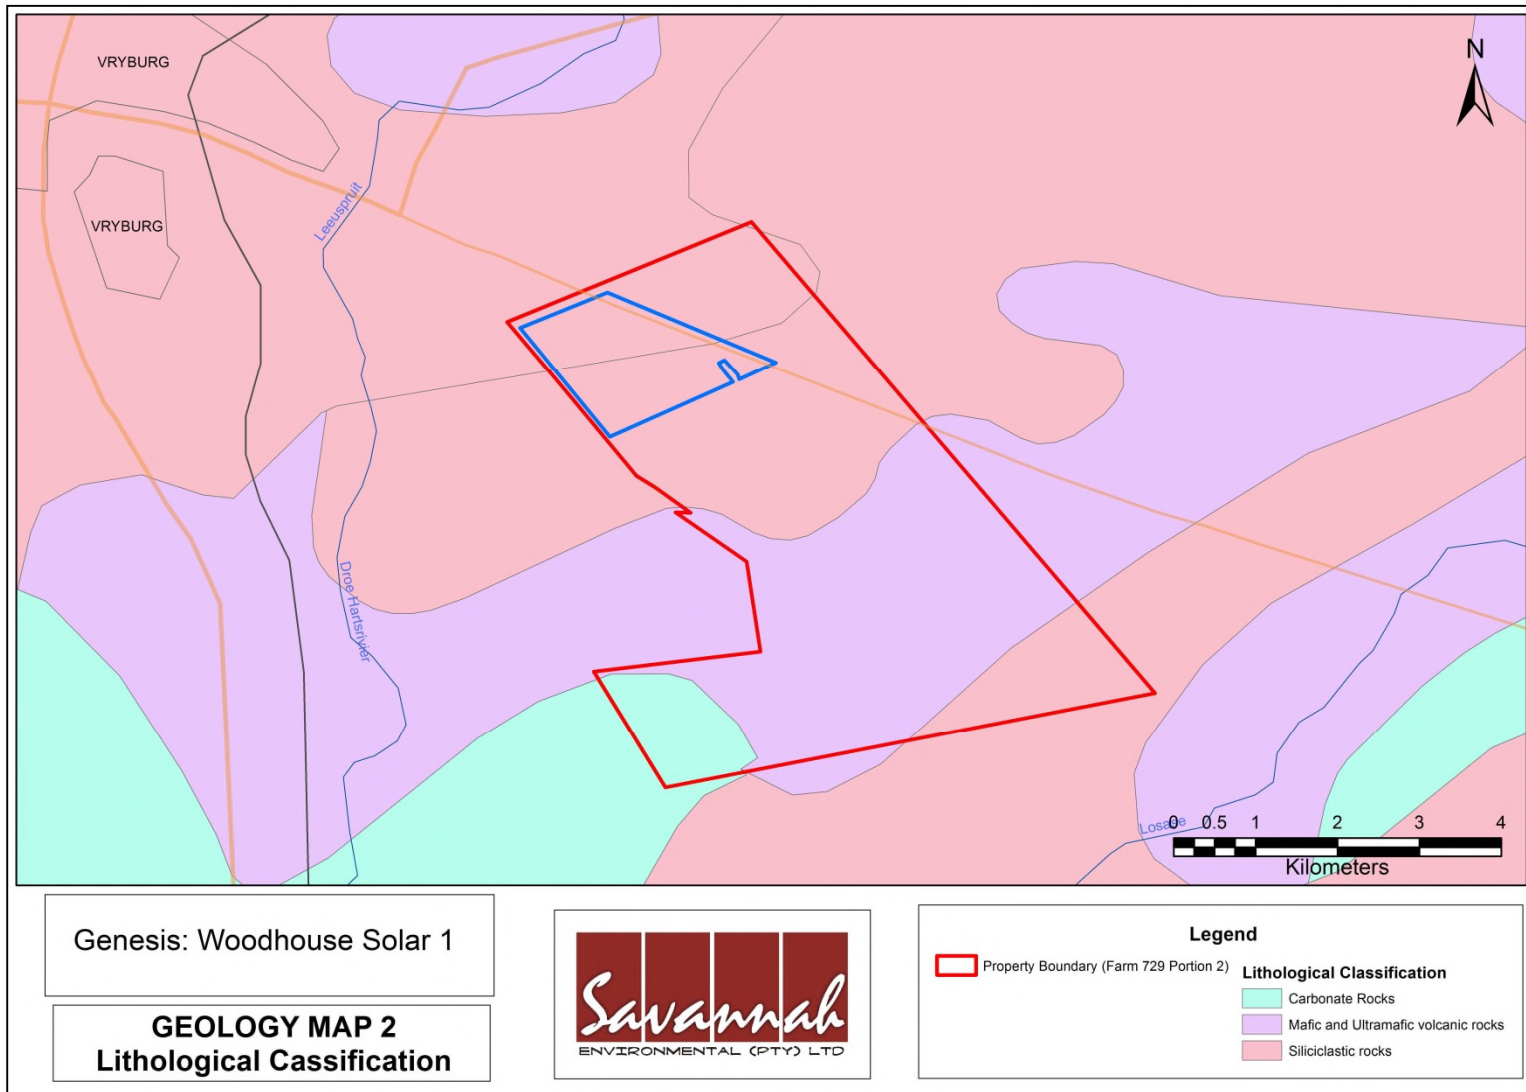 VRYBURG
N
VRYBURG
Leeuspruit
Droe Hartsrivier
Losase
0 0.5 1 2 3 4
Kilometers
Genesis: Woodhouse Solar 1
GEOLOGY MAP 2
Lithological Cassification
Savannah
ENVIRONMENTAL (PTY) LTD
Legend
Property Boundary (Farm 729 Portion 2)
Lithological Classification
Carbonate Rocks
Mafic and Ultramafic volcanic rocks
Siliciclastic rocks